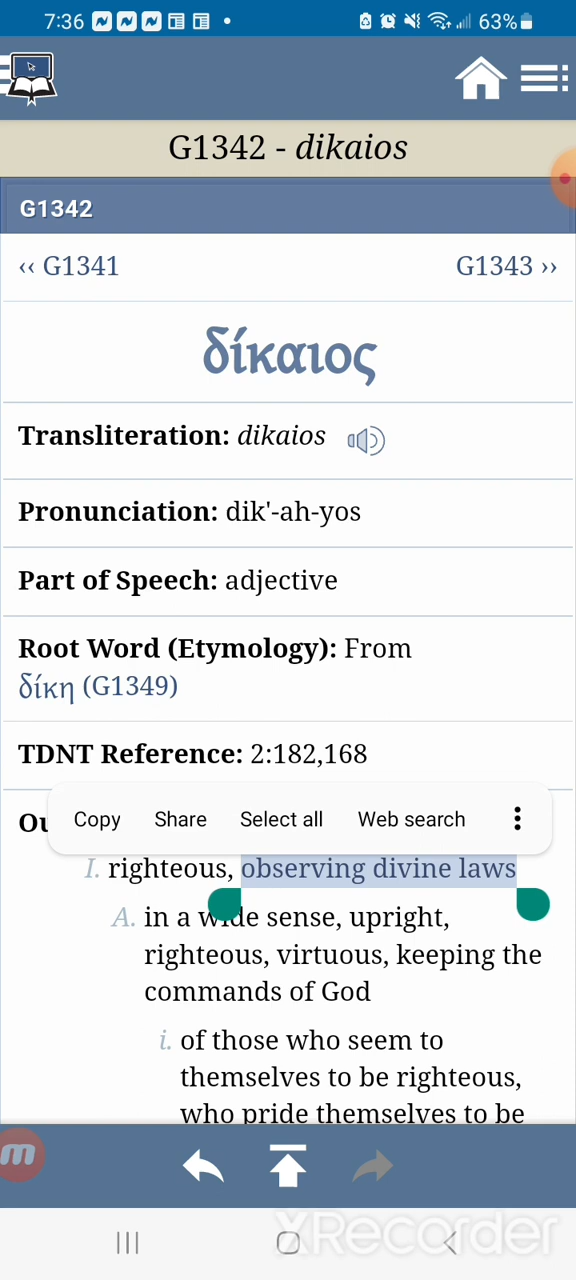 7:36 63%
G1342 - dikaios
G1342
‹‹ G1341 G1343 ››
δίκαιος
Transliteration: dikaios
Pronunciation: dik'-ah-yos
Part of Speech: adjective
Root Word (Etymology): From
δίκη (G1349)
TDNT Reference: 2:182,168
Copy Share Select all Web search
Ou
I. righteous, observing divine laws
A. in a wide sense, upright,
righteous, virtuous, keeping the
commands of God
i. of those who seem to
themselves to be righteous,
who pride themselves to be
XRecorder